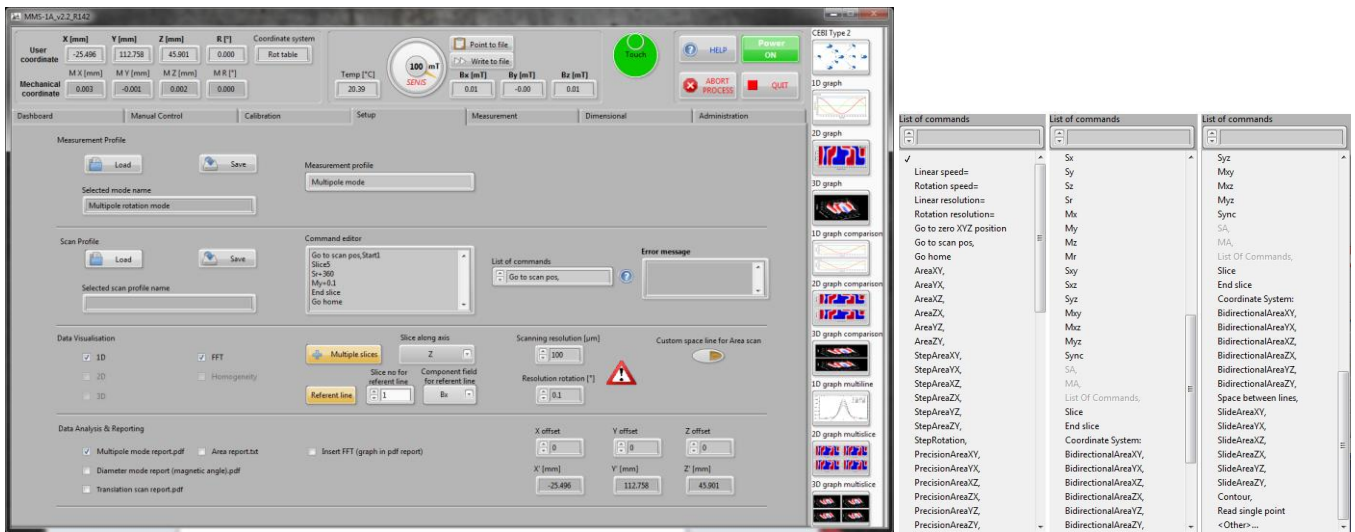 MMS-1A_v2.2_R142
X [mm] Y [mm] Z [mm] R [°] Coordinate system
User coordinate -25.496 112.758 45.901 0.000 Rot table
M X [mm] M Y [mm] M Z [mm] M R [°]
Mechanical coordinate 0.003 -0.001 0.002 0.000
Temp [°C]
20.39
100 mT
SENIS
Point to file
Write to file
Bx [mT] By [mT] Bz [mT]
0.01 -0.00 0.01
Touch
HELP
Power
ON
ABORT
PROCESS
QUIT
Dashboard Manual Control Calibration Setup Measurement Dimensional Administration
Measurement Profile
Load Save
Selected mode name
Multipole rotation mode
Measurement profile
Multipole mode
Scan Profile
Load Save
Selected scan profile name
Command editor
Go to scan pos,Start1
Slice5
Sr+360
My+0.1
End slice
Go home
List of commands
Go to scan pos,
Error message
Data Visualisation
1D FFT
2D Homogeneity
3D
Multiple slices
Slice along axis
Z
Referent line
Slice no for
referent line
1
Component field
for referent line
Bx
Scanning resolution [μm]
100
Resolution rotation [°]
0.1
Custom space line for Area scan
Data Analysis & Reporting
Multipole mode report.pdf Area report.txt Insert FFT (graph in pdf report)
Diameter mode report (magnetic angle).pdf
Translation scan report.pdf
X offset Y offset Z offset
0 0 0
X' [mm] Y' [mm] Z' [mm]
-25.496 112.758 45.901
CEBI Type 2
1D graph
2D graph
3D graph
1D graph comparison
2D graph comparison
3D graph comparison
1D graph multiline
2D graph multislice
3D graph multislice
List of commands
Linear speed=
Rotation speed=
Linear resolution=
Rotation resolution=
Go to zero XYZ position
Go to scan pos,
Go home
AreaXY,
AreaYX,
AreaXZ,
AreaZX,
AreaYZ,
AreaZY,
StepAreaXY,
StepAreaYX,
StepAreaXZ,
StepAreaZX,
StepAreaYZ,
StepAreaZY,
StepRotation,
PrecisionAreaXY,
PrecisionAreaYX,
PrecisionAreaXZ,
PrecisionAreaZX,
PrecisionAreaYZ,
PrecisionAreaZY,
List of commands
Sx
Sy
Sz
Sr
Mx
My
Mz
Mr
Sxy
Sxz
Syz
Mxy
Mxz
Myz
Sync
SA,
MA,
List Of Commands,
Slice
End slice
Coordinate System:
BidirectionalAreaXY,
BidirectionalAreaYX,
BidirectionalAreaXZ,
BidirectionalAreaZX,
BidirectionalAreaYZ,
BidirectionalAreaZY,
List of commands
Syz
Mxy
Mxz
Myz
Sync
SA,
MA,
List Of Commands,
Slice
End slice
Coordinate System:
BidirectionalAreaXY,
BidirectionalAreaYX,
BidirectionalAreaXZ,
BidirectionalAreaZX,
BidirectionalAreaYZ,
BidirectionalAreaZY,
Space between lines,
SlideAreaXY,
SlideAreaYX,
SlideAreaXZ,
SlideAreaZX,
SlideAreaYZ,
SlideAreaZY,
Contour,
Read single point
<Other>...